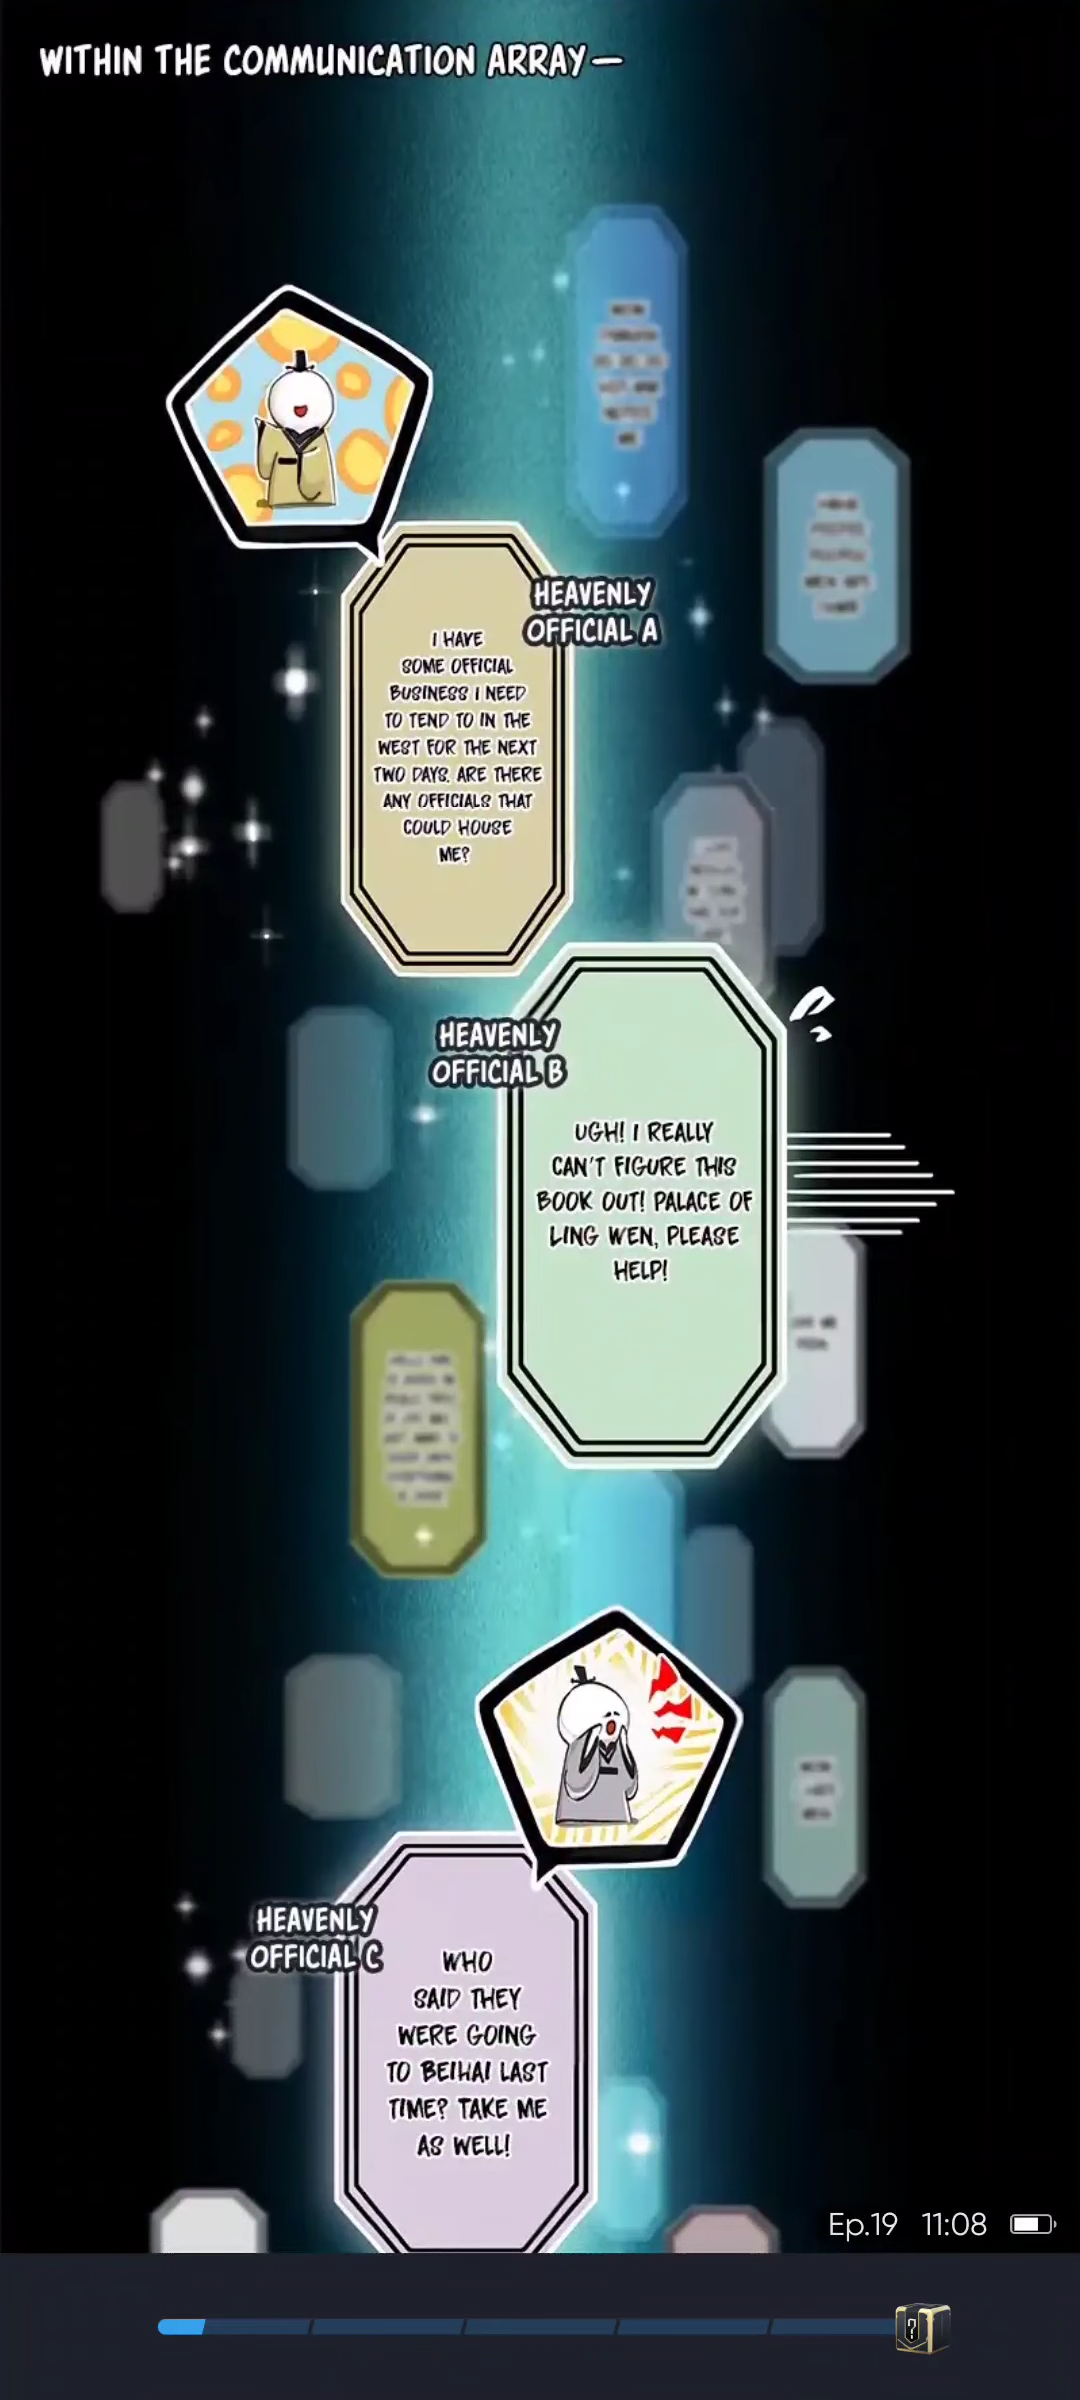 WITHIN THE COMMUNICATION ARRAY—
HEAVENLY
OFFICIAL A
I HAVE
SOME OFFICIAL
BUSINESS I NEED
TO TEND TO IN THE
WEST FOR THE NEXT
TWO DAYS. ARE THERE
ANY OFFICIALS THAT
COULD HOUSE
ME?
HEAVENLY
OFFICIAL B
UGH! I REALLY
CAN'T FIGURE THIS
BOOK OUT! PALACE OF
LING WEN, PLEASE
HELP!
HEAVENLY
OFFICIAL C
WHO
SAID THEY
WERE GOING
TO BEIHAI LAST
TIME? TAKE ME
AS WELL!
Ep.19 11:08
?